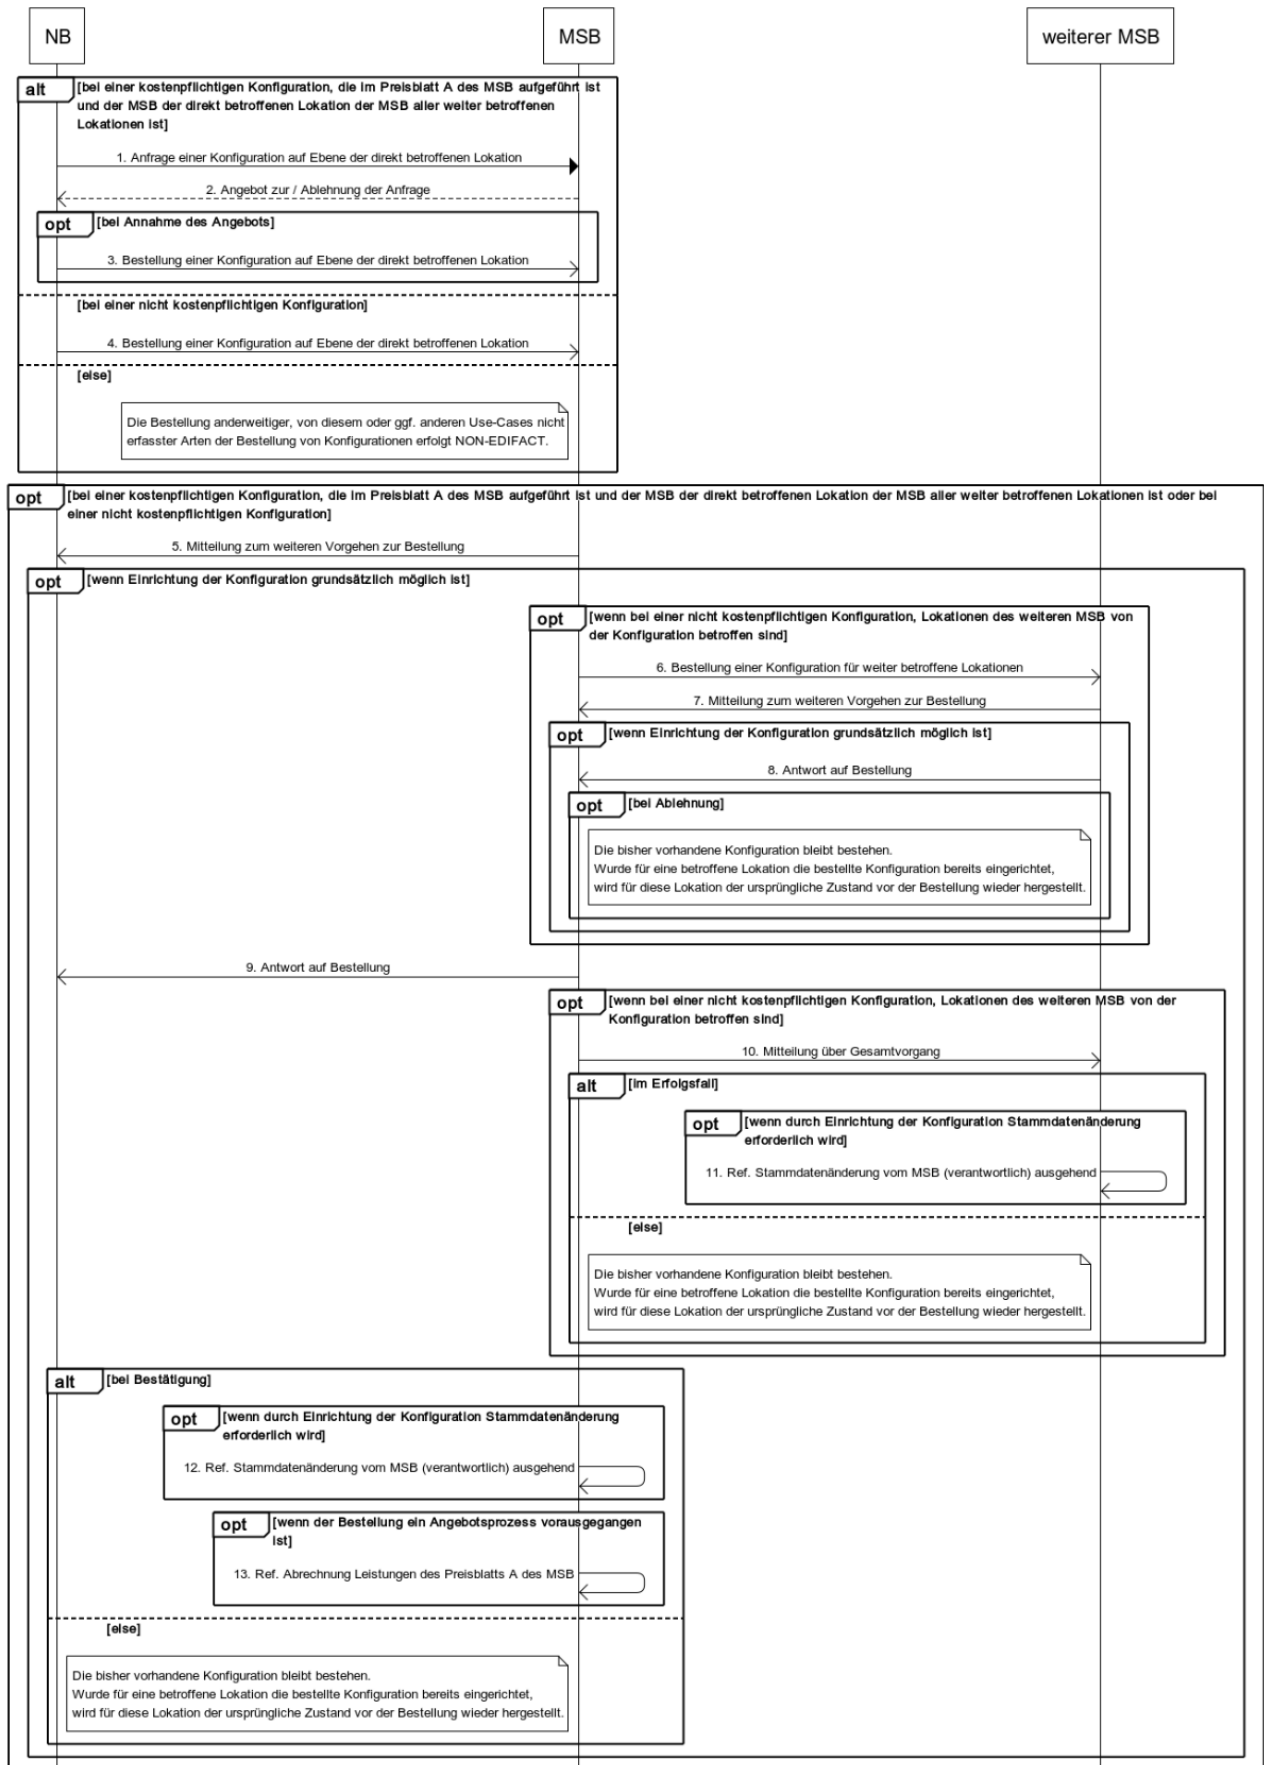 NB
MSB
weiterer MSB
alt
[bei einer kostenpflichtigen Konfiguration, die im Preisblatt A des MSB aufgeführt ist
und der MSB der direkt betroffenen Lokation der MSB aller weiter betroffenen
Lokationen ist]
1. Anfrage einer Konfiguration auf Ebene der direkt betroffenen Lokation
2. Angebot zur / Ablehnung der Anfrage
opt
[bei Annahme des Angebots]
3. Bestellung einer Konfiguration auf Ebene der direkt betroffenen Lokation
[bei einer nicht kostenpflichtigen Konfiguration]
4. Bestellung einer Konfiguration auf Ebene der direkt betroffenen Lokation
[else]
Die Bestellung anderweitiger, von diesem oder ggf. anderen Use-Cases nicht
erfasster Arten der Bestellung von Konfigurationen erfolgt NON-EDIFACT.
opt
[bei einer kostenpflichtigen Konfiguration, die im Preisblatt A des MSB aufgeführt ist und der MSB der direkt betroffenen Lokation der MSB aller weiter betroffenen Lokationen ist oder bei
einer nicht kostenpflichtigen Konfiguration]
5. Mitteilung zum weiteren Vorgehen zur Bestellung
opt
[wenn Einrichtung der Konfiguration grundsätzlich möglich ist]
opt
[wenn bei einer nicht kostenpflichtigen Konfiguration, Lokationen des weiteren MSB von
der Konfiguration betroffen sind]
6. Bestellung einer Konfiguration für weiter betroffene Lokationen
7. Mitteilung zum weiteren Vorgehen zur Bestellung
opt
[wenn Einrichtung der Konfiguration grundsätzlich möglich ist]
8. Antwort auf Bestellung
opt
[bei Ablehnung]
Die bisher vorhandene Konfiguration bleibt bestehen.
Wurde für eine betroffene Lokation die bestellte Konfiguration bereits eingerichtet,
wird für diese Lokation der ursprüngliche Zustand vor der Bestellung wieder hergestellt.
9. Antwort auf Bestellung
opt
[wenn bei einer nicht kostenpflichtigen Konfiguration, Lokationen des weiteren MSB von der
Konfiguration betroffen sind]
10. Mitteilung über Gesamtvorgang
alt
[im Erfolgsfall]
opt
[wenn durch Einrichtung der Konfiguration Stammdatenänderung
erforderlich wird]
11. Ref. Stammdatenänderung vom MSB (verantwortlich) ausgehend
[else]
Die bisher vorhandene Konfiguration bleibt bestehen.
Wurde für eine betroffene Lokation die bestellte Konfiguration bereits eingerichtet,
wird für diese Lokation der ursprüngliche Zustand vor der Bestellung wieder hergestellt.
alt
[bei Bestätigung]
opt
[wenn durch Einrichtung der Konfiguration Stammdatenänderung
erforderlich wird]
12. Ref. Stammdatenänderung vom MSB (verantwortlich) ausgehend
opt
[wenn der Bestellung ein Angebotsprozess vorausgegangen
ist]
13. Ref. Abrechnung Leistungen des Preisblatts A des MSB
[else]
Die bisher vorhandene Konfiguration bleibt bestehen.
Wurde für eine betroffene Lokation die bestellte Konfiguration bereits eingerichtet,
wird für diese Lokation der ursprüngliche Zustand vor der Bestellung wieder hergestellt.